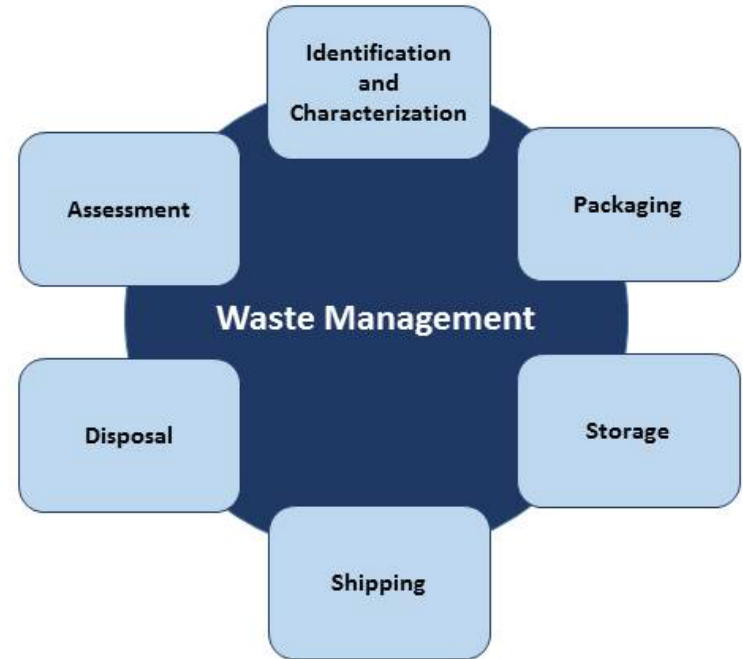 Identification
and
Characterization
Packaging
Storage
Shipping
Disposal
Assessment
Waste Management